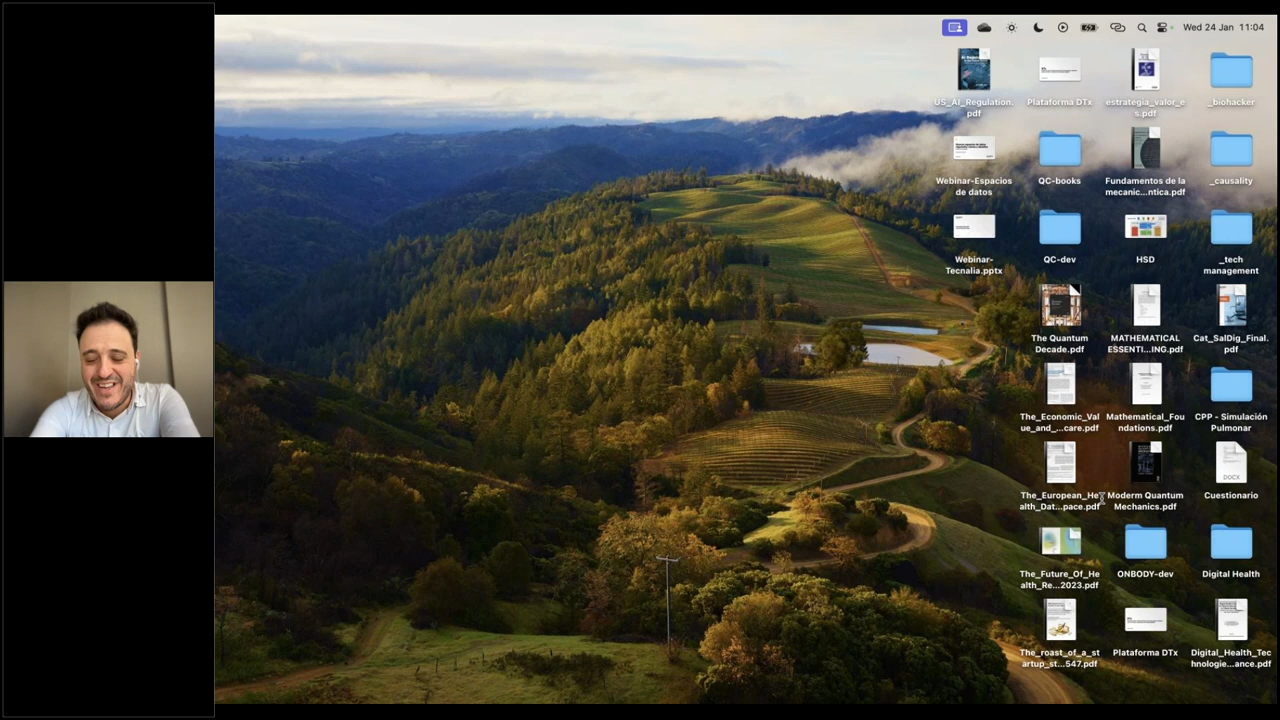 Wed 24 Jan 11:04
US_AI_Regulation.
pdf
Plataforma DTx
estrategia_valor_e
s.pdf
_biohacker
Webinar-Espacios
de datos
QC-books
Fundamentos de la
mecanic...ntica.pdf
_causality
Webinar-
Tecnalia.pptx
QC-dev
HSD
_tech
management
The Quantum
Decade.pdf
MATHEMATICAL
ESSENTI...ING.pdf
Cat_SalDig_Final.
pdf
The_Economic_Val
ue_and_...care.pdf
Mathematical_Fou
ndations.pdf
CPP - Simulación
Pulmonar
The_European_He
alth_Dat...pace.pdf
Moderm Quantum
Mechanics.pdf
DOCX
Cuestionario
The_Future_Of_He
alth_Re...2023.pdf
ONBODY-dev
Digital Health
The_roast_of_a_st
artup_st...547.pdf
Plataforma DTx
Digital_Health_Tec
hnologie...ance.pdf